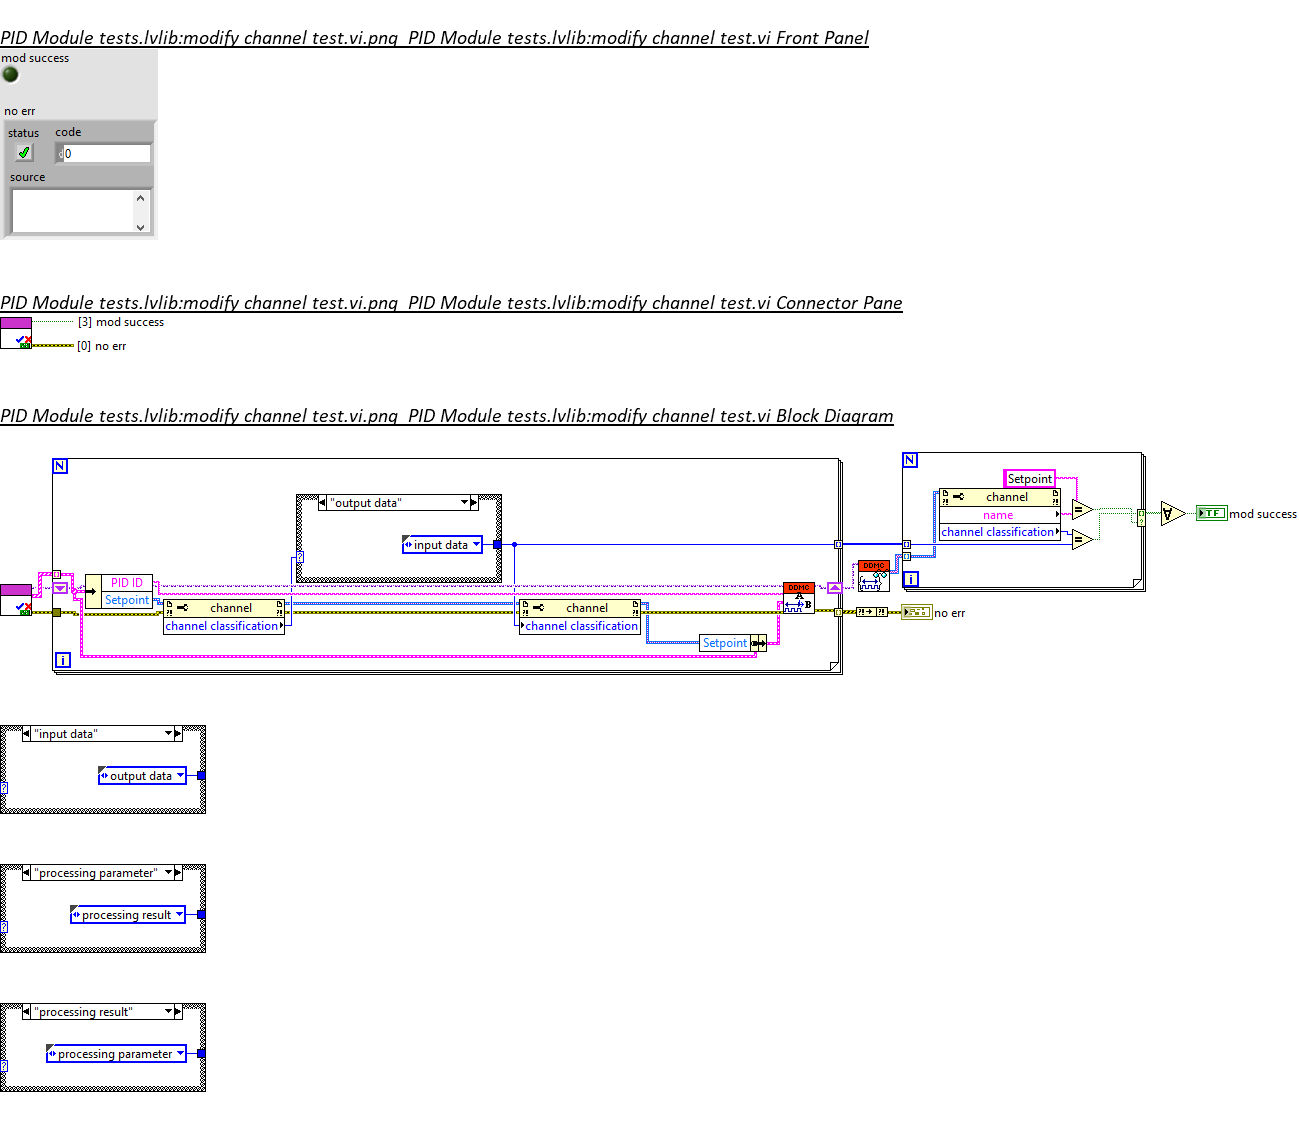 PID Module tests.lvlib:modify channel test.vi.png PID Module tests.lvlib:modify channel test.vi Front Panel
mod success
no err
status code
0
source
PID Module tests.lvlib:modify channel test.vi.png PID Module tests.lvlib:modify channel test.vi Connector Pane
[3] mod success
[0] no err
PID Module tests.lvlib:modify channel test.vi.png PID Module tests.lvlib:modify channel test.vi Block Diagram
N
"output data"
input data
?
PID ID
Setpoint
channel
channel classification
channel
channel classification
Setpoint
DDMC
A
B
i
N
Setpoint
channel
name
channel classification
=
=
TF
mod success
DDMC
i
no err
"input data"
output data
?
"processing parameter"
processing result
?
"processing result"
processing parameter
?